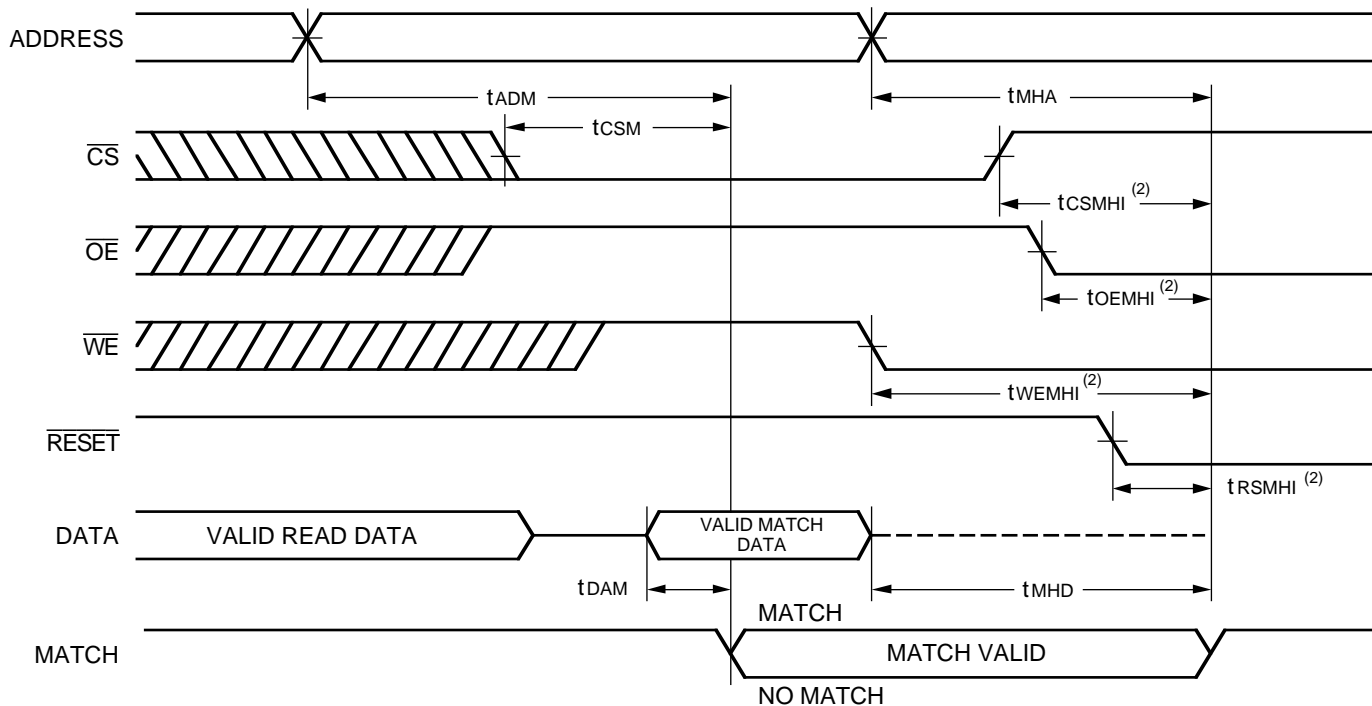 ADDRESS
tADM
tMHA
tCSM
CS
tCSMHI (2)
OE
tOEMHI (2)
WE
tWEMHI (2)
RESET
tRSMHI (2)
DATA
VALID READ DATA
VALID MATCH
DATA
tDAM
tMHD
MATCH
MATCH
MATCH VALID
NO MATCH